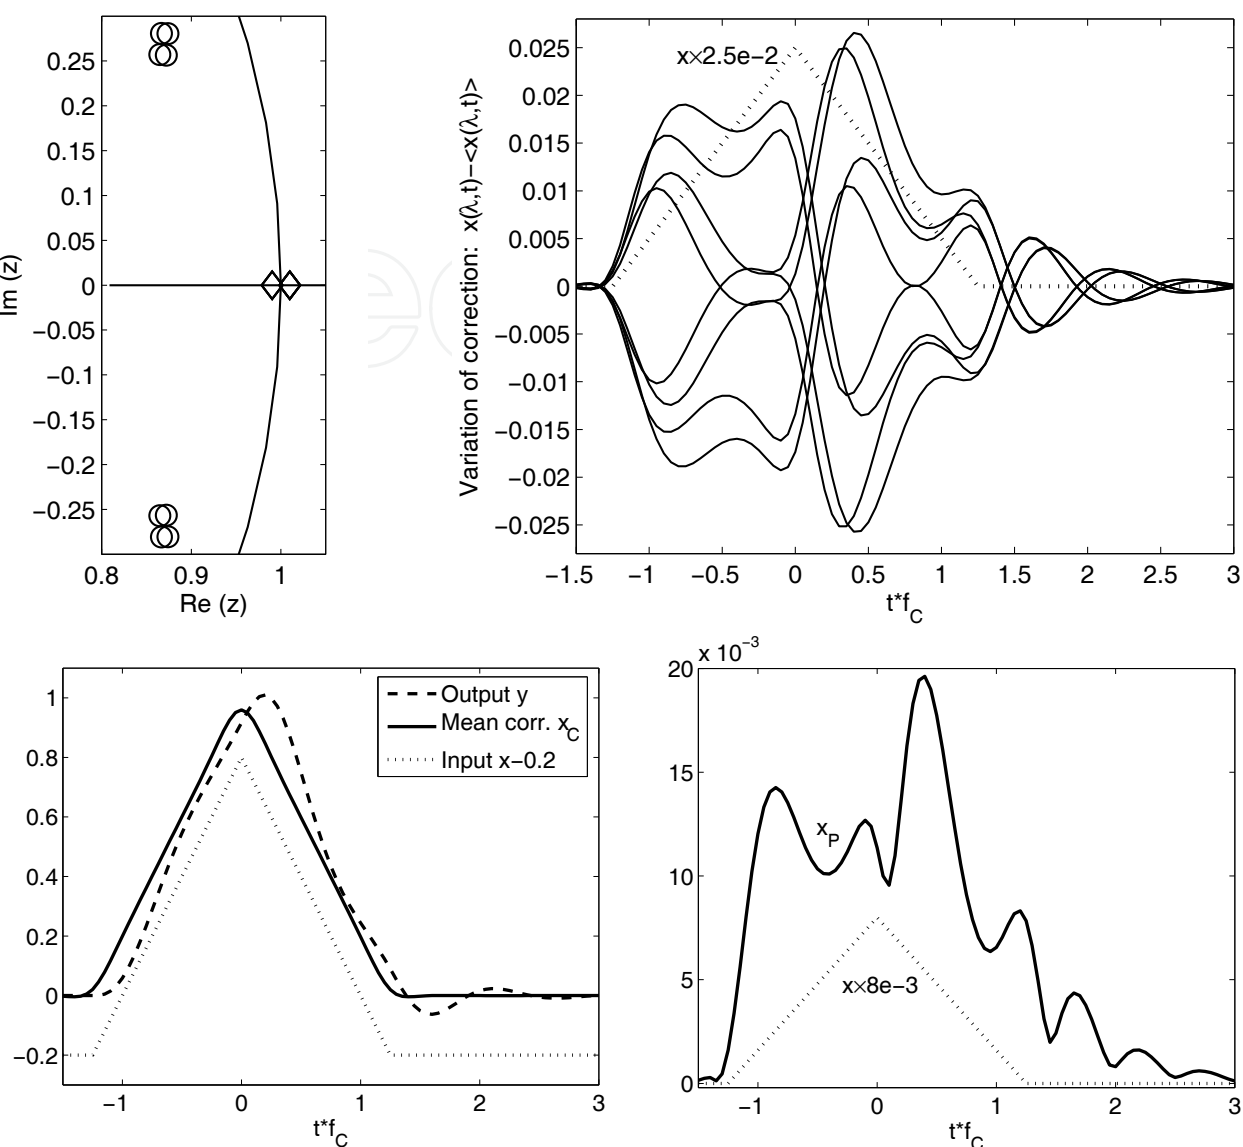 0.25
0.2
0.15
0.1
0.05
0
−0.05
−0.1
−0.15
−0.2
−0.25
Im (z)
0.8 0.9 1
Re (z)
0.025
0.02
0.015
0.01
0.005
0
−0.005
−0.01
−0.015
−0.02
−0.025
Variation of correction: x(λ,t)−<x(λ,t)>
x×2.5e−2
−1.5 −1 −0.5 0 0.5 1 1.5 2 2.5 3
t*f_C
1
0.8
0.6
0.4
0.2
0
−0.2
Output y
Mean corr. x_C
Input x−0.2
−1 0 1 2 3
t*f_C
x 10^−3
20
15
10
5
0
x_P
x×8e−3
−1 0 1 2 3
t*f_C